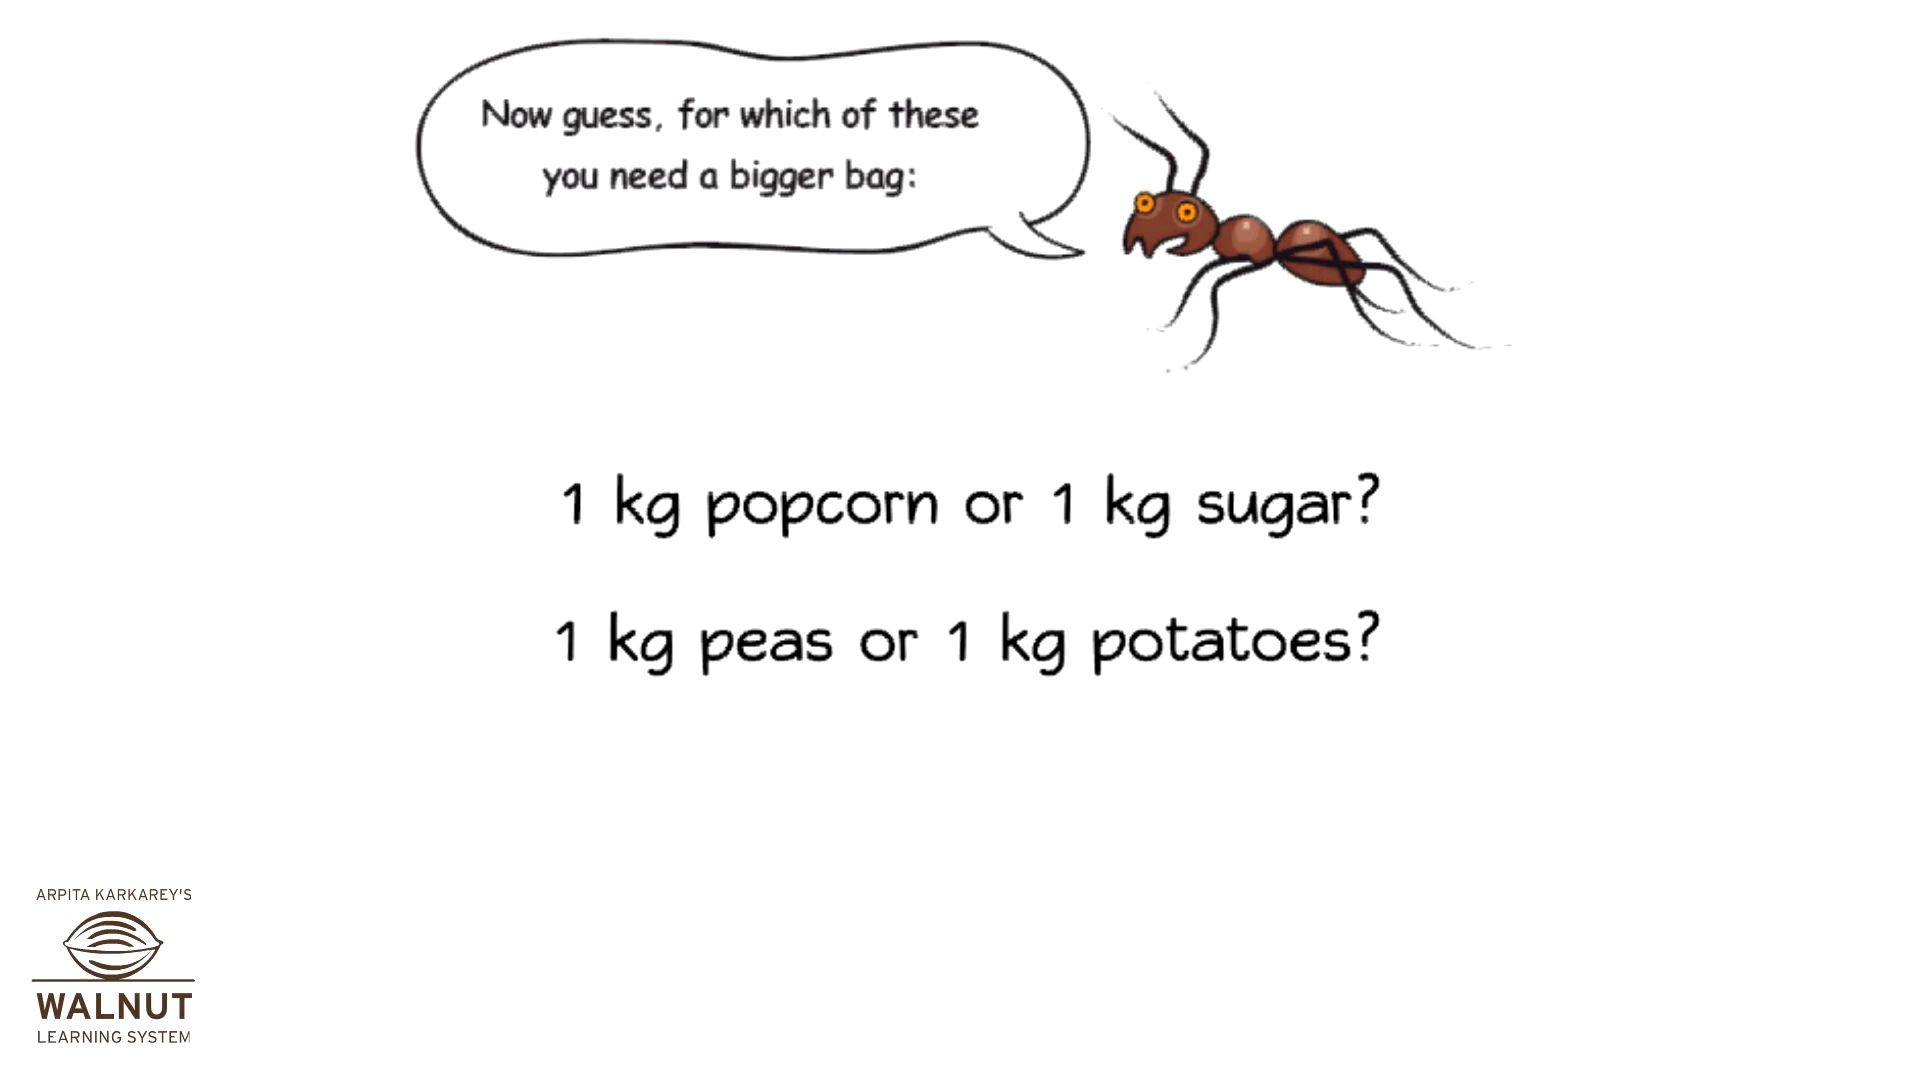 Now guess, for which of these
you need a bigger bag:
1 kg popcorn or 1 kg sugar?
1 kg peas or 1 kg potatoes?
ARPITA KARKAREY'S
WALNUT
LEARNING SYSTEM